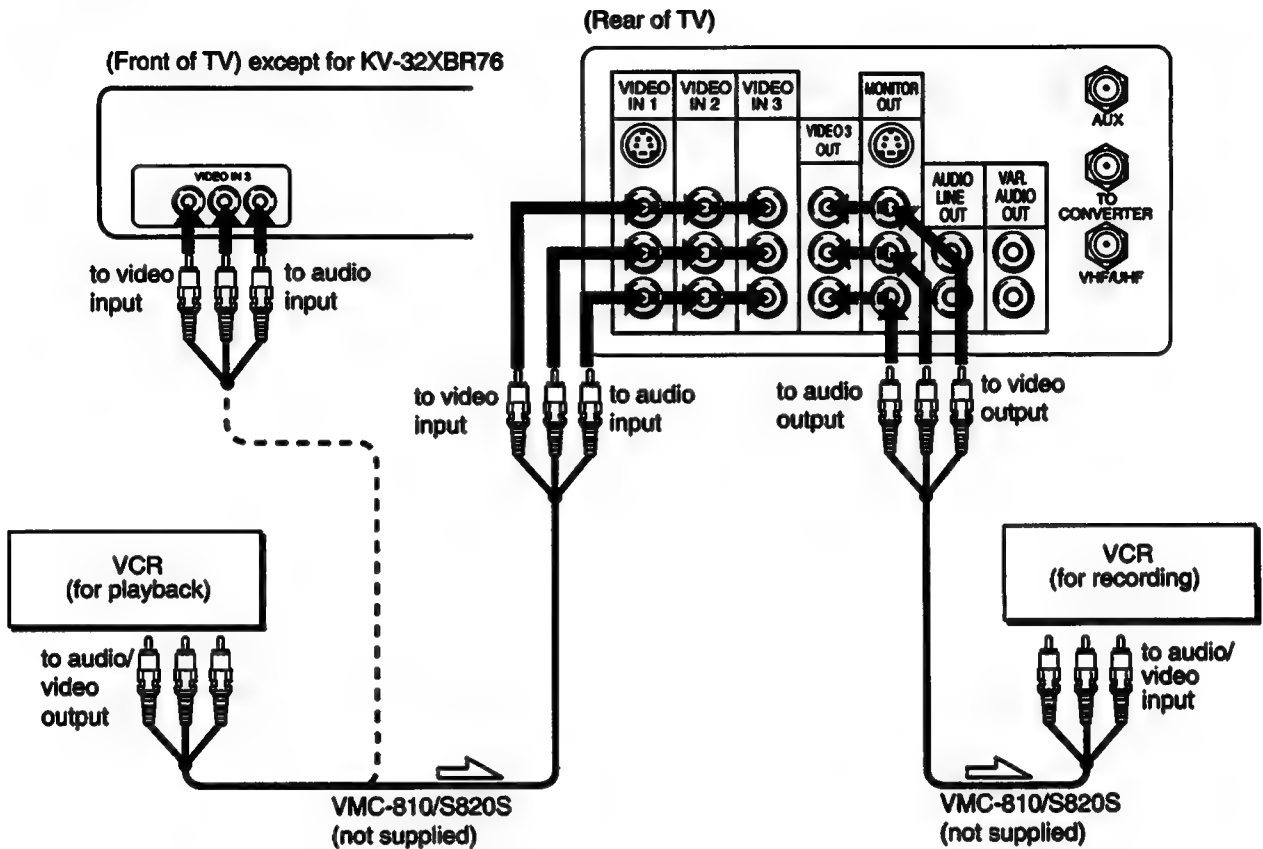 (Rear of TV)
(Front of TV) except for KV-32XBR76
VIDEO IN 3
to video
input
to audio
input
VIDEO
IN 1
VIDEO
IN 2
VIDEO
IN 3
VIDEO 3
OUT
MONITOR
OUT
AUDIO
LINE
OUT
VAR.
AUDIO
OUT
AUX
TO
CONVERTER
VHF/UHF
to video
input
to audio
input
to audio
output
to video
output
VCR
(for playback)
to audio/
video
output
VMC-810/S820S
(not supplied)
VCR
(for recording)
to audio/
video
input
VMC-810/S820S
(not supplied)